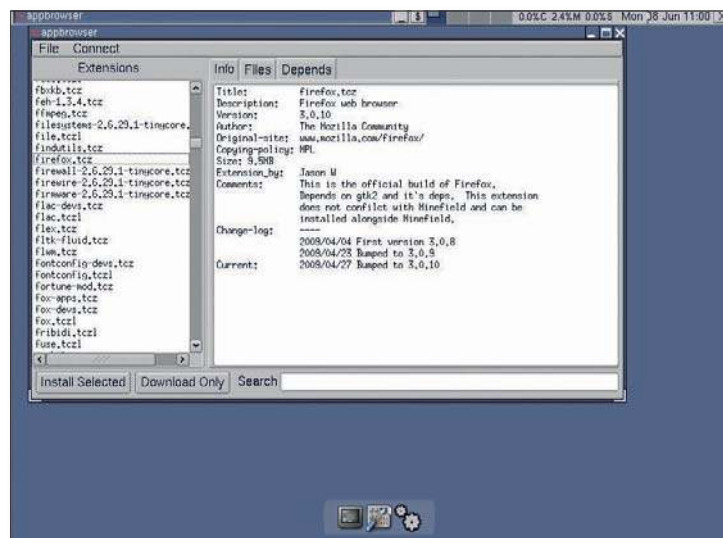 appbrowser
$
0.0%C 2.4%M 0.0%S Mon 08 Jun 11:00
appbrowser
File Connect
Extensions
Info Files Depends
fbxkb.tcz
feh-1.3.4.tcz
ffmpeg.tcz
filesystems-2.6.29.1-tinycore.
file.tczl
findutils.tcz
firefox.tcz
firewall-2.6.29.1-tinycore.tcz
firewire-2.6.29.1-tinycore.tcz
firmware-2.6.29.1-tinycore.tcz
flac-devs.tcz
flac.tczl
flex.tcz
fltk-fluid.tcz
flwm.tcz
fontconfig-devs.tcz
fontconfig.tczl
fortune-mod.tcz
fox-apps.tcz
fox-devs.tcz
fox.tczl
fribidi.tczl
fuse.tczl
Title: firefox.tcz
Description: Firefox web browser
Version: 3.0.10
Author: The Mozilla Community
Original-site: www.mozilla.com/firefox/
Copying-policy: MPL
Size: 9.5MB
Extension_by: Jason W
Comments: This is the official build of Firefox.
Depends on gtk2 and it's deps. This extension
does not confilct with Minefield and can be
installed alongside Minefield.
Change-log: ----
2009/04/04 First version 3.0.8
2009/04/23 Bumped to 3.0.9
Current: 2009/04/27 Bumped to 3.0.10
Install Selected Download Only Search